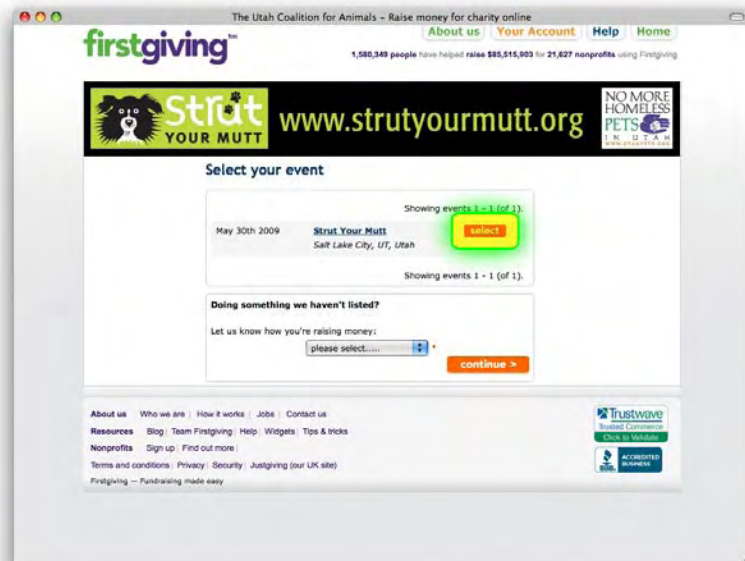 The Utah Coalition for Animals – Raise money for charity online
firstgiving™
About us Your Account Help Home
1,580,349 people have helped raise $85,515,903 for 21,627 nonprofits using Firstgiving
Strut
YOUR MUTT
www.strutyourmutt.org
NO MORE
HOMELESS
PETS
IN UTAH
Select your event
Showing events 1 - 1 (of 1).
May 30th 2009 Strut Your Mutt select
Salt Lake City, UT, Utah
Showing events 1 - 1 (of 1).
Doing something we haven't listed?
Let us know how you're raising money:
please select..... *
continue >
About us Who we are | How it works | Jobs | Contact us
Resources Blog | Team Firstgiving | Help | Widgets | Tips & tricks
Nonprofits Sign up | Find out more |
Terms and conditions | Privacy | Security | Justgiving (our UK site)
Firstgiving — Fundraising made easy
Trustwave
Trusted Commerce
Click to Validate
BBB.
ACCREDITED
BUSINESS